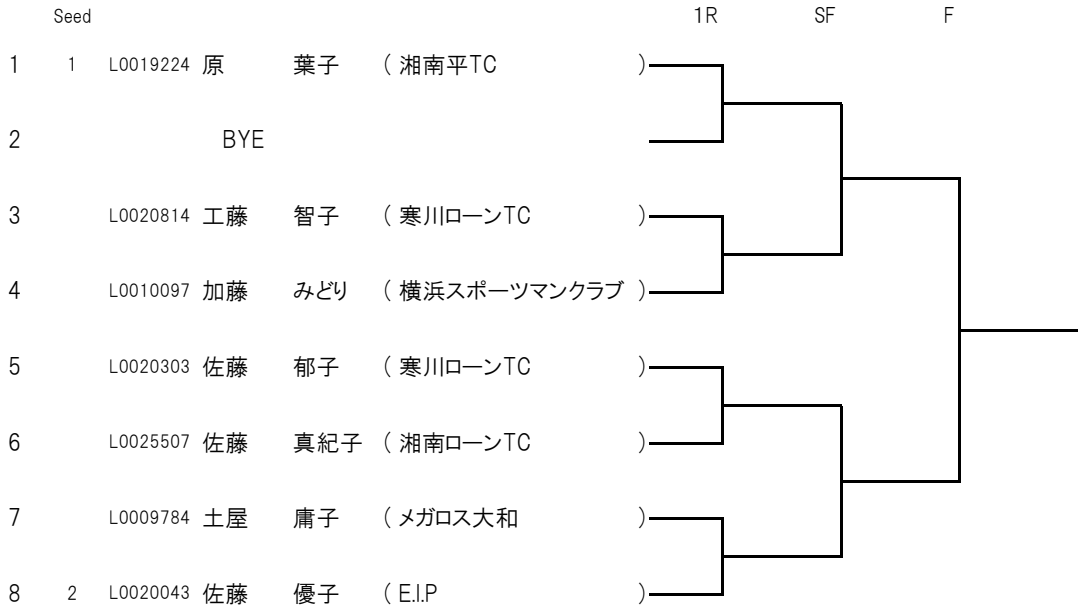 Seed 1R SF F
1 1 L0019224 原 葉子 ( 湘南平TC )
2 BYE
3 L0020814 工藤 智子 ( 寒川ローンTC )
4 L0010097 加藤 みどり ( 横浜スポーツマンクラブ )
5 L0020303 佐藤 郁子 ( 寒川ローンTC )
6 L0025507 佐藤 真紀子 ( 湘南ローンTC )
7 L0009784 土屋 庸子 ( メガロス大和 )
8 2 L0020043 佐藤 優子 ( E.I.P )